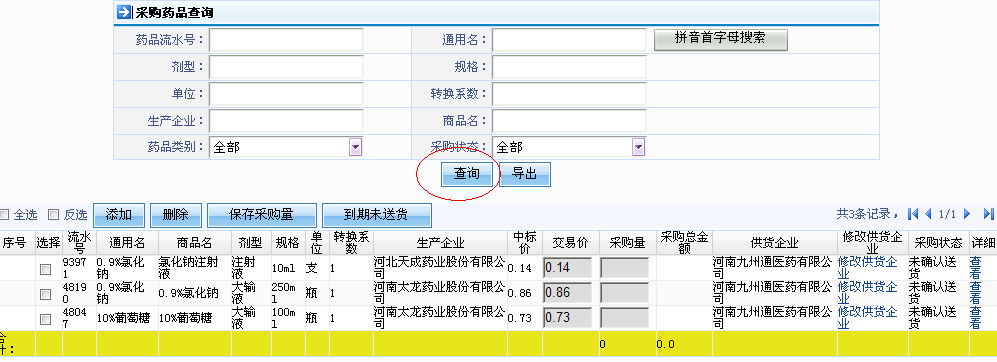 采购药品查询
药品流水号： 通用名： 拼音首字母搜索
剂型： 规格：
单位： 转换系数：
生产企业： 商品名：
药品类别： 全部 采购状态： 全部
查询 导出
全选 反选 添加 删除 保存采购量 到期未送货 共3条记录， 1/1
序号 选择 流水号 通用名 商品名 剂型 规格 单位 转换系数 生产企业 中标价 交易价 采购量 采购总金额 供货企业 修改供货企业 采购状态 详细
93971 0.9%氯化钠 氯化钠注射液 注射液 10ml 支 1 河北天成药业股份有限公司 0.14 0.14 河南九州通医药有限公司 修改供货企业 未确认送货 查看
48190 0.9%氯化钠 0.9%氯化钠 大输液 250ml 瓶 1 河南太龙药业股份有限公司 0.86 0.86 河南九州通医药有限公司 修改供货企业 未确认送货 查看
48047 10%葡萄糖 10%葡萄糖 大输液 100ml 瓶 1 河南太龙药业股份有限公司 0.73 0.73 河南九州通医药有限公司 修改供货企业 未确认送货 查看
0 0.0